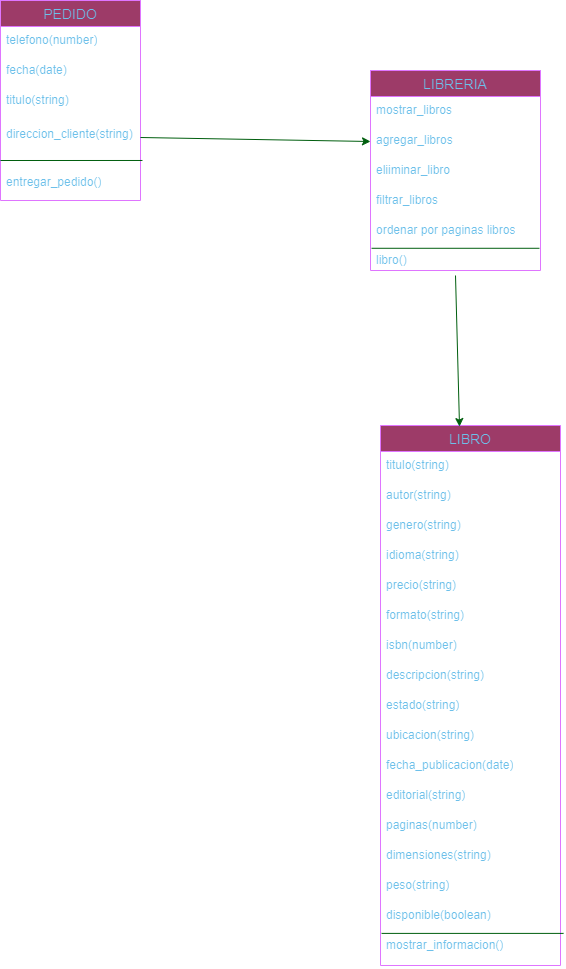 PEDIDO
telefono(number)
fecha(date)
titulo(string)
direccion_cliente(string)
entregar_pedido()
LIBRERIA
mostrar_libros
agregar_libros
eliiminar_libro
filtrar_libros
ordenar por paginas libros
libro()
LIBRO
titulo(string)
autor(string)
genero(string)
idioma(string)
precio(string)
formato(string)
isbn(number)
descripcion(string)
estado(string)
ubicacion(string)
fecha_publicacion(date)
editorial(string)
paginas(number)
dimensiones(string)
peso(string)
disponible(boolean)
mostrar_informacion()